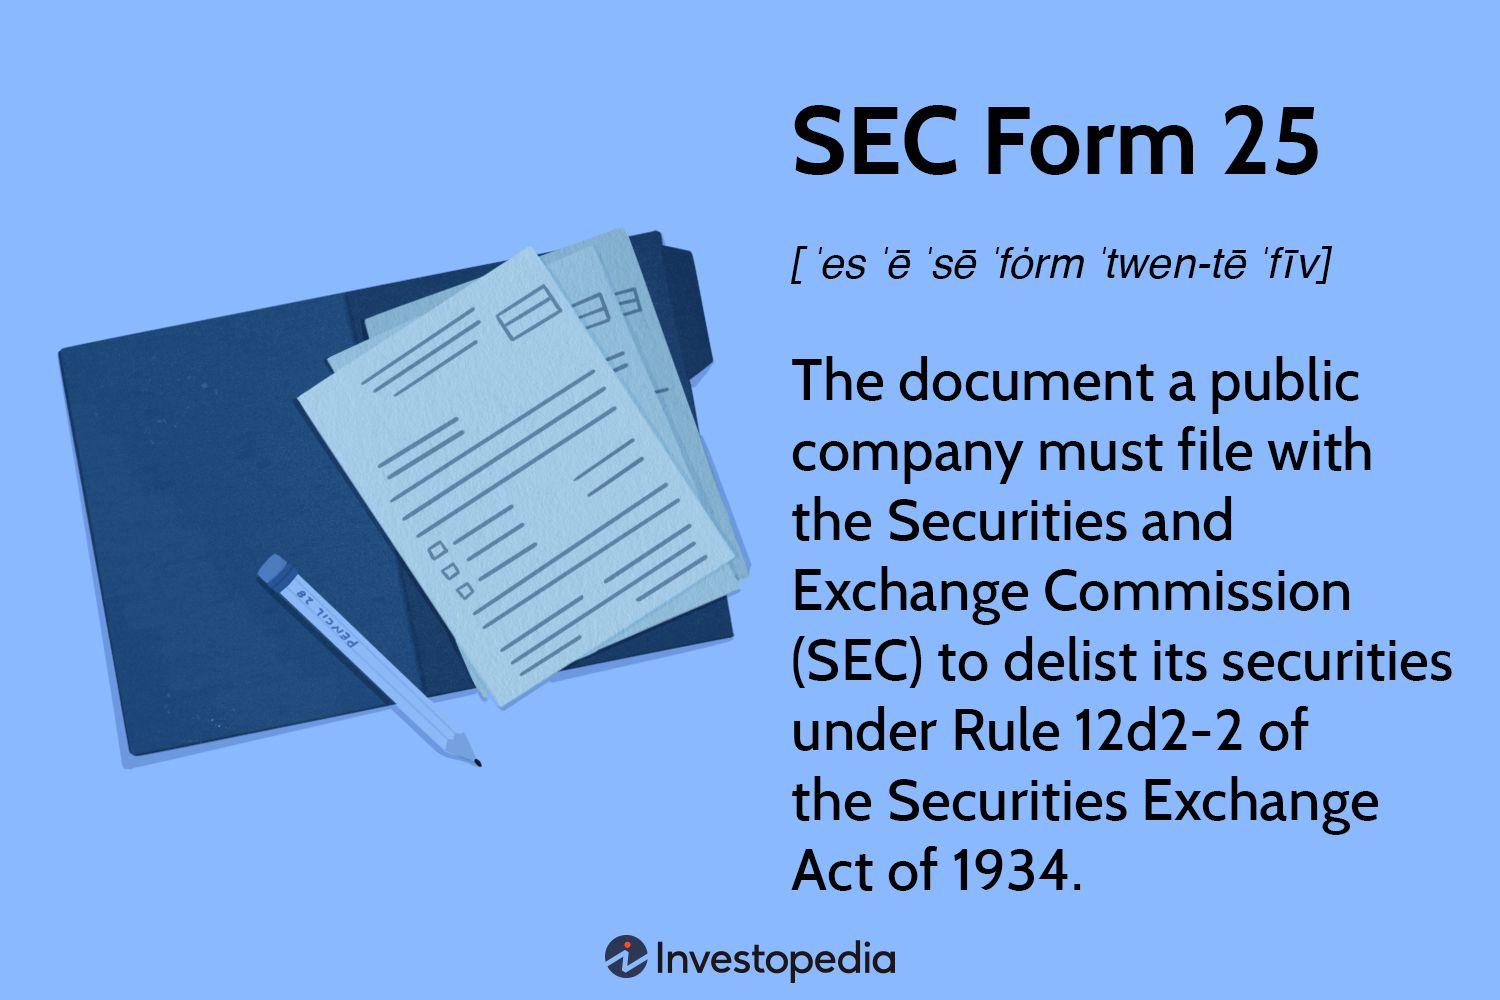 SEC Form 25
[ ˈes ˈē ˈsē ˈfȯrm ˈtwen-tē ˈfīv]
The document a public
company must file with
the Securities and
Exchange Commission
(SEC) to delist its securities
under Rule 12d2-2 of
the Securities Exchange
Act of 1934.
PENCIL 28
Investopedia